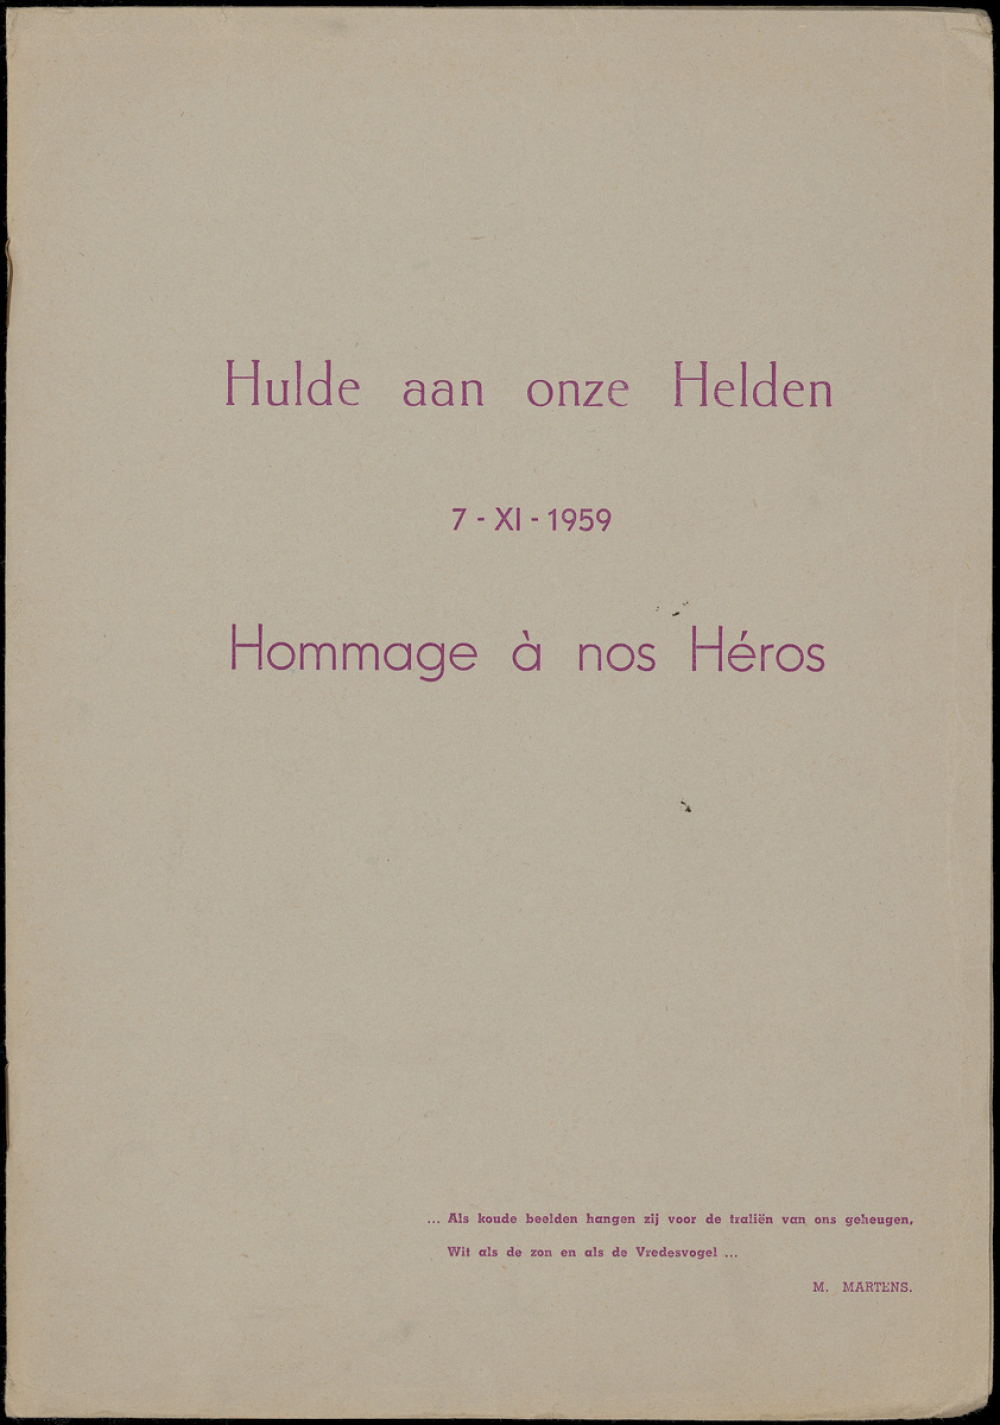 Hulde aan onze Helden
7 - XI - 1959
Hommage à nos Héros
... Als koude beelden hangen zij voor de traliën van ons geheugen,
Wit als de zon en als de Vredesvogel ...
M. MARTENS.